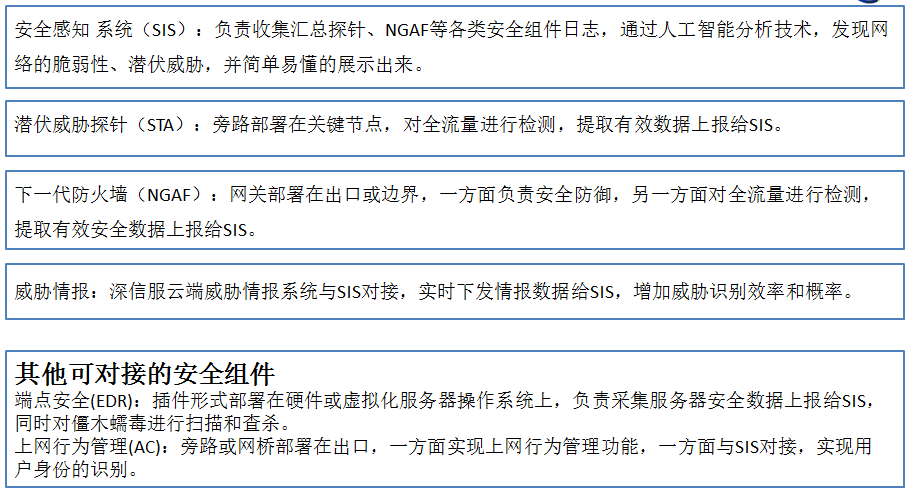 安全感知 系统（SIS）：负责收集汇总探针、NGAF等各类安全组件日志，通过人工智能分析技术，发现网
络的脆弱性、潜伏威胁，并简单易懂的展示出来。
潜伏威胁探针（STA）：旁路部署在关键节点，对全流量进行检测，提取有效数据上报给SIS。
下一代防火墙（NGAF）：网关部署在出口或边界，一方面负责安全防御，另一方面对全流量进行检测，
提取有效安全数据上报给SIS。
威胁情报：深信服云端威胁情报系统与SIS对接，实时下发情报数据给SIS，增加威胁识别效率和概率。
其他可对接的安全组件
端点安全(EDR)：插件形式部署在硬件或虚拟化服务器操作系统上，负责采集服务器安全数据上报给SIS，
同时对僵木蠕毒进行扫描和查杀。
上网行为管理(AC)：旁路或网桥部署在出口，一方面实现上网行为管理功能，一方面与SIS对接，实现用
户身份的识别。